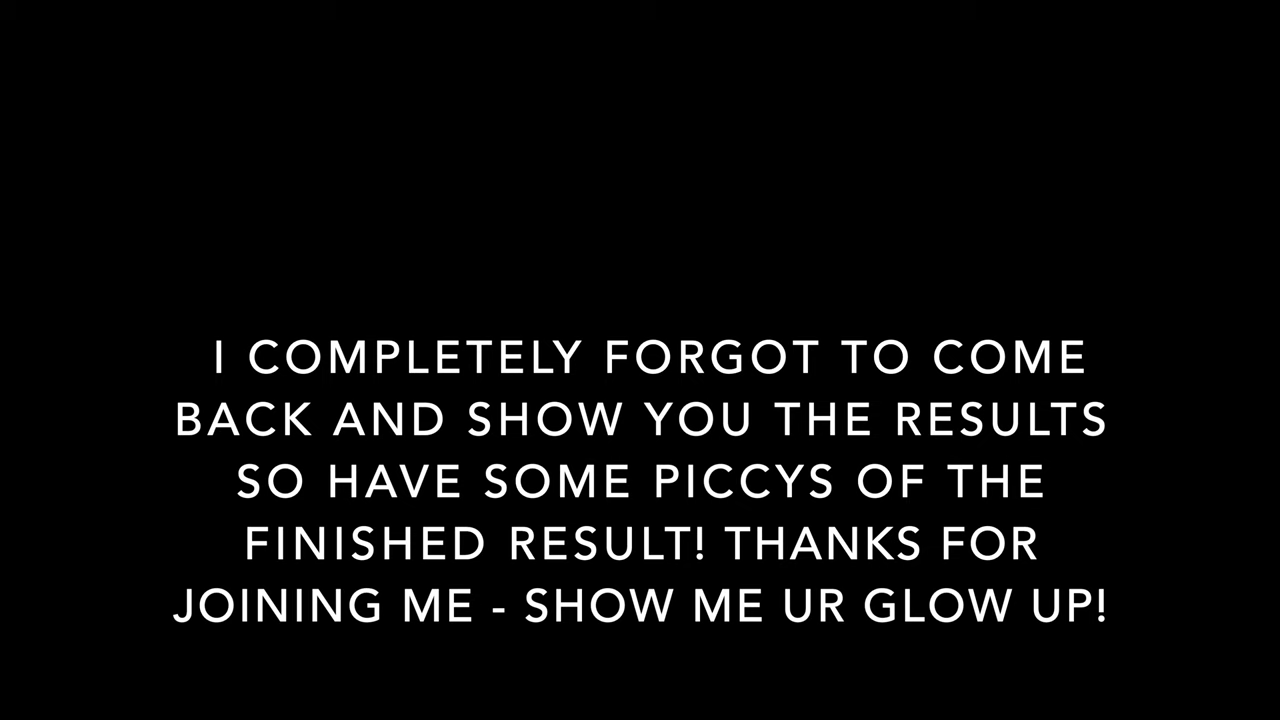 I COMPLETELY FORGOT TO COME
BACK AND SHOW YOU THE RESULTS
SO HAVE SOME PICCYS OF THE
FINISHED RESULT! THANKS FOR
JOINING ME - SHOW ME UR GLOW UP!